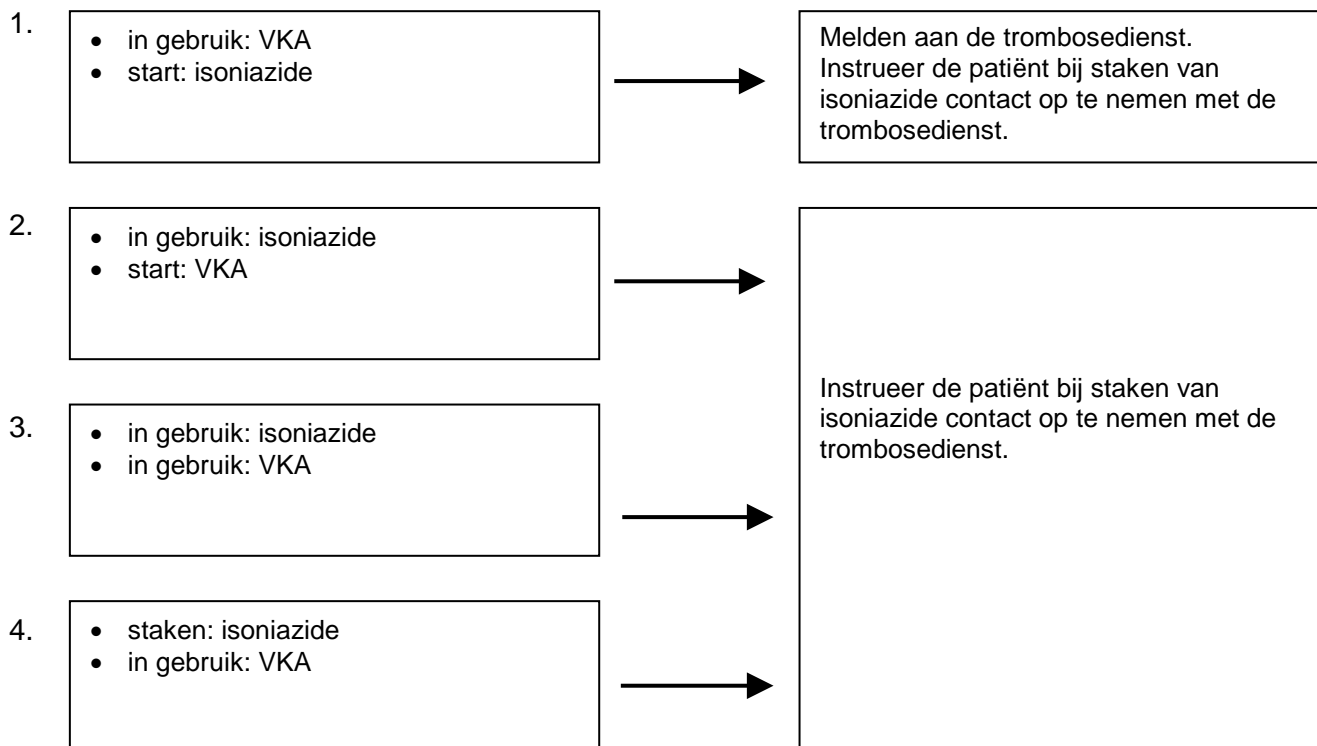 1.
• in gebruik: VKA
• start: isoniazide
Melden aan de trombosedienst.
Instrueer de patiënt bij staken van
isoniazide contact op te nemen met de
trombosedienst.
2.
• in gebruik: isoniazide
• start: VKA
3.
• in gebruik: isoniazide
• in gebruik: VKA
Instrueer de patiënt bij staken van
isoniazide contact op te nemen met de
trombosedienst.
4.
• staken: isoniazide
• in gebruik: VKA